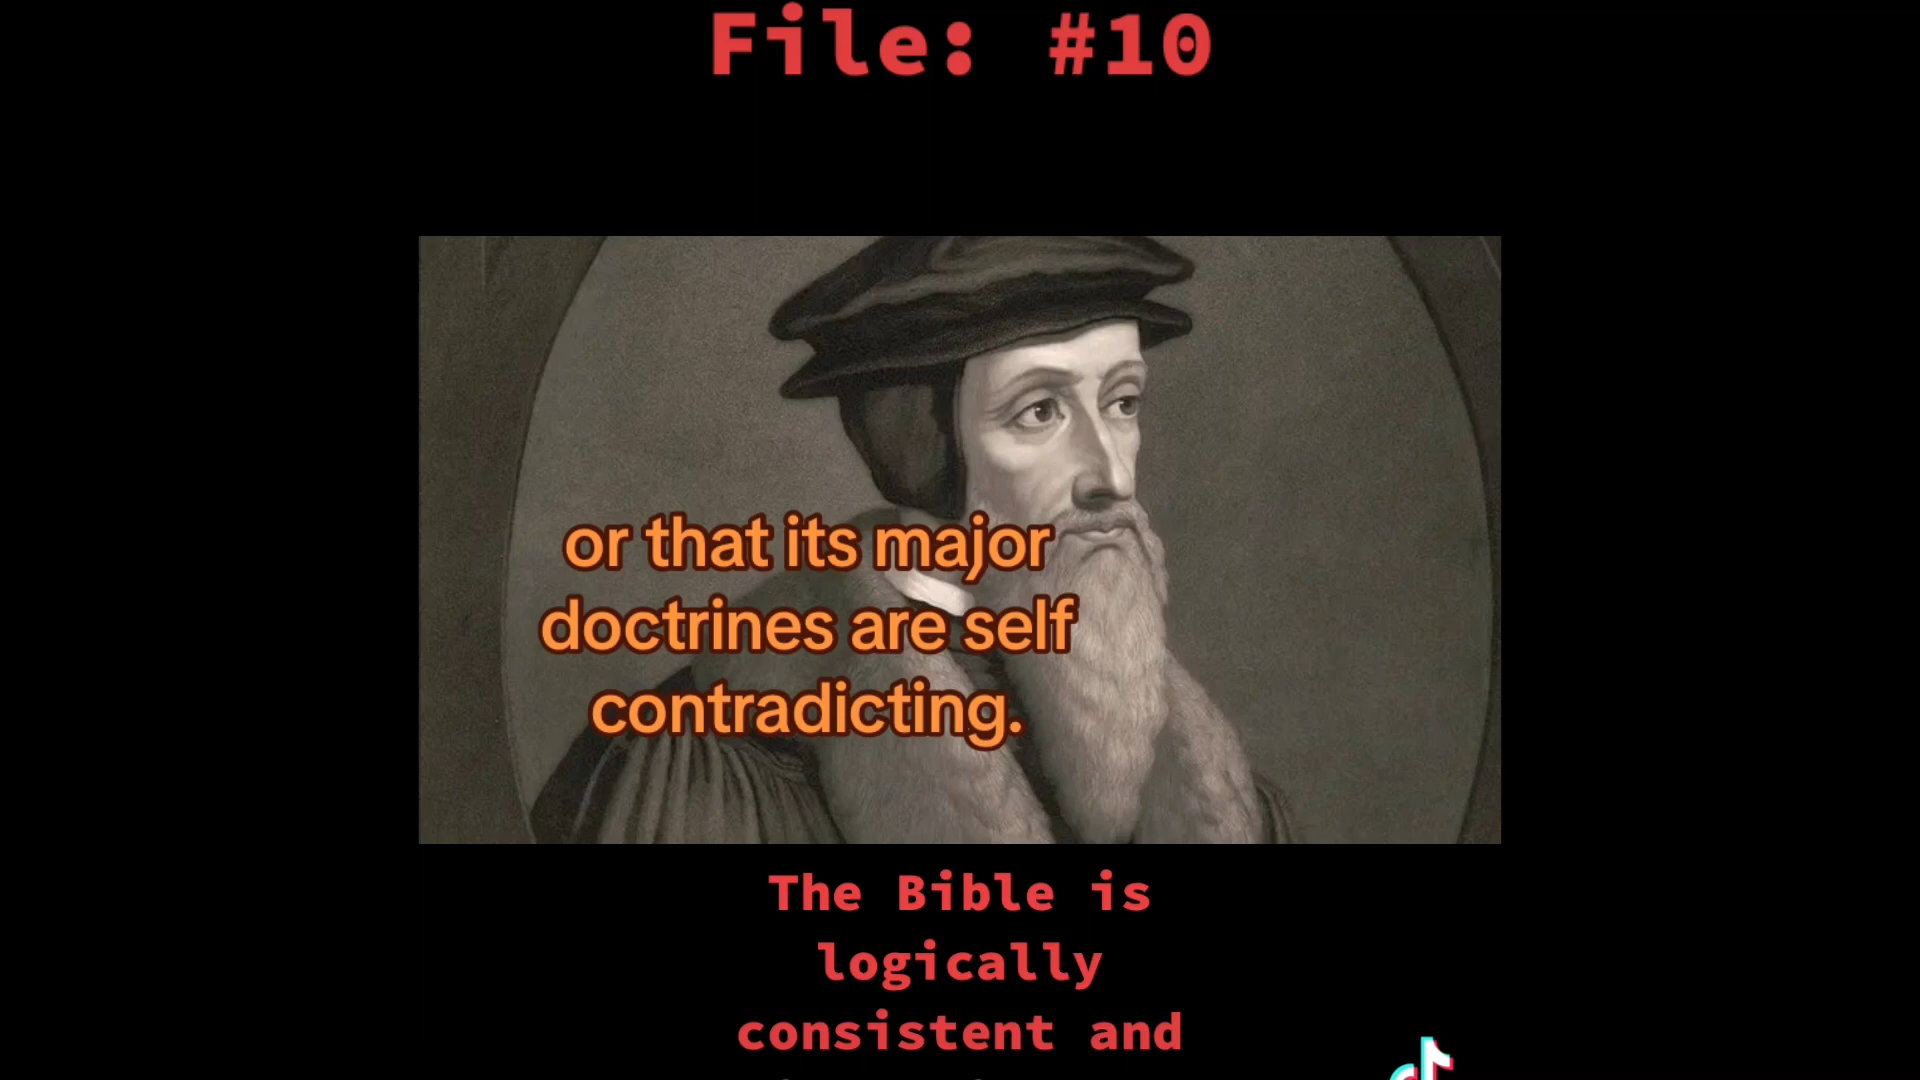 File: #10
or that its major
doctrines are self
contradicting.
The Bible is
logically
consistent and